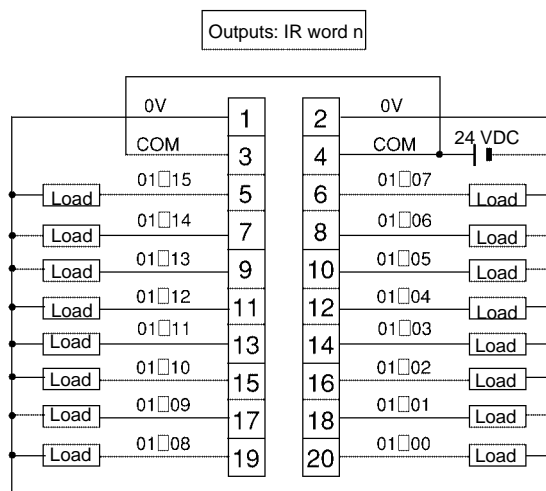 Outputs: IR word n
0V 1 2 0V
COM 3 4 COM 24 VDC
Load 01□15 5 6 01□07 Load
Load 01□14 7 8 01□06 Load
Load 01□13 9 10 01□05 Load
Load 01□12 11 12 01□04 Load
Load 01□11 13 14 01□03 Load
Load 01□10 15 16 01□02 Load
Load 01□09 17 18 01□01 Load
Load 01□08 19 20 01□00 Load